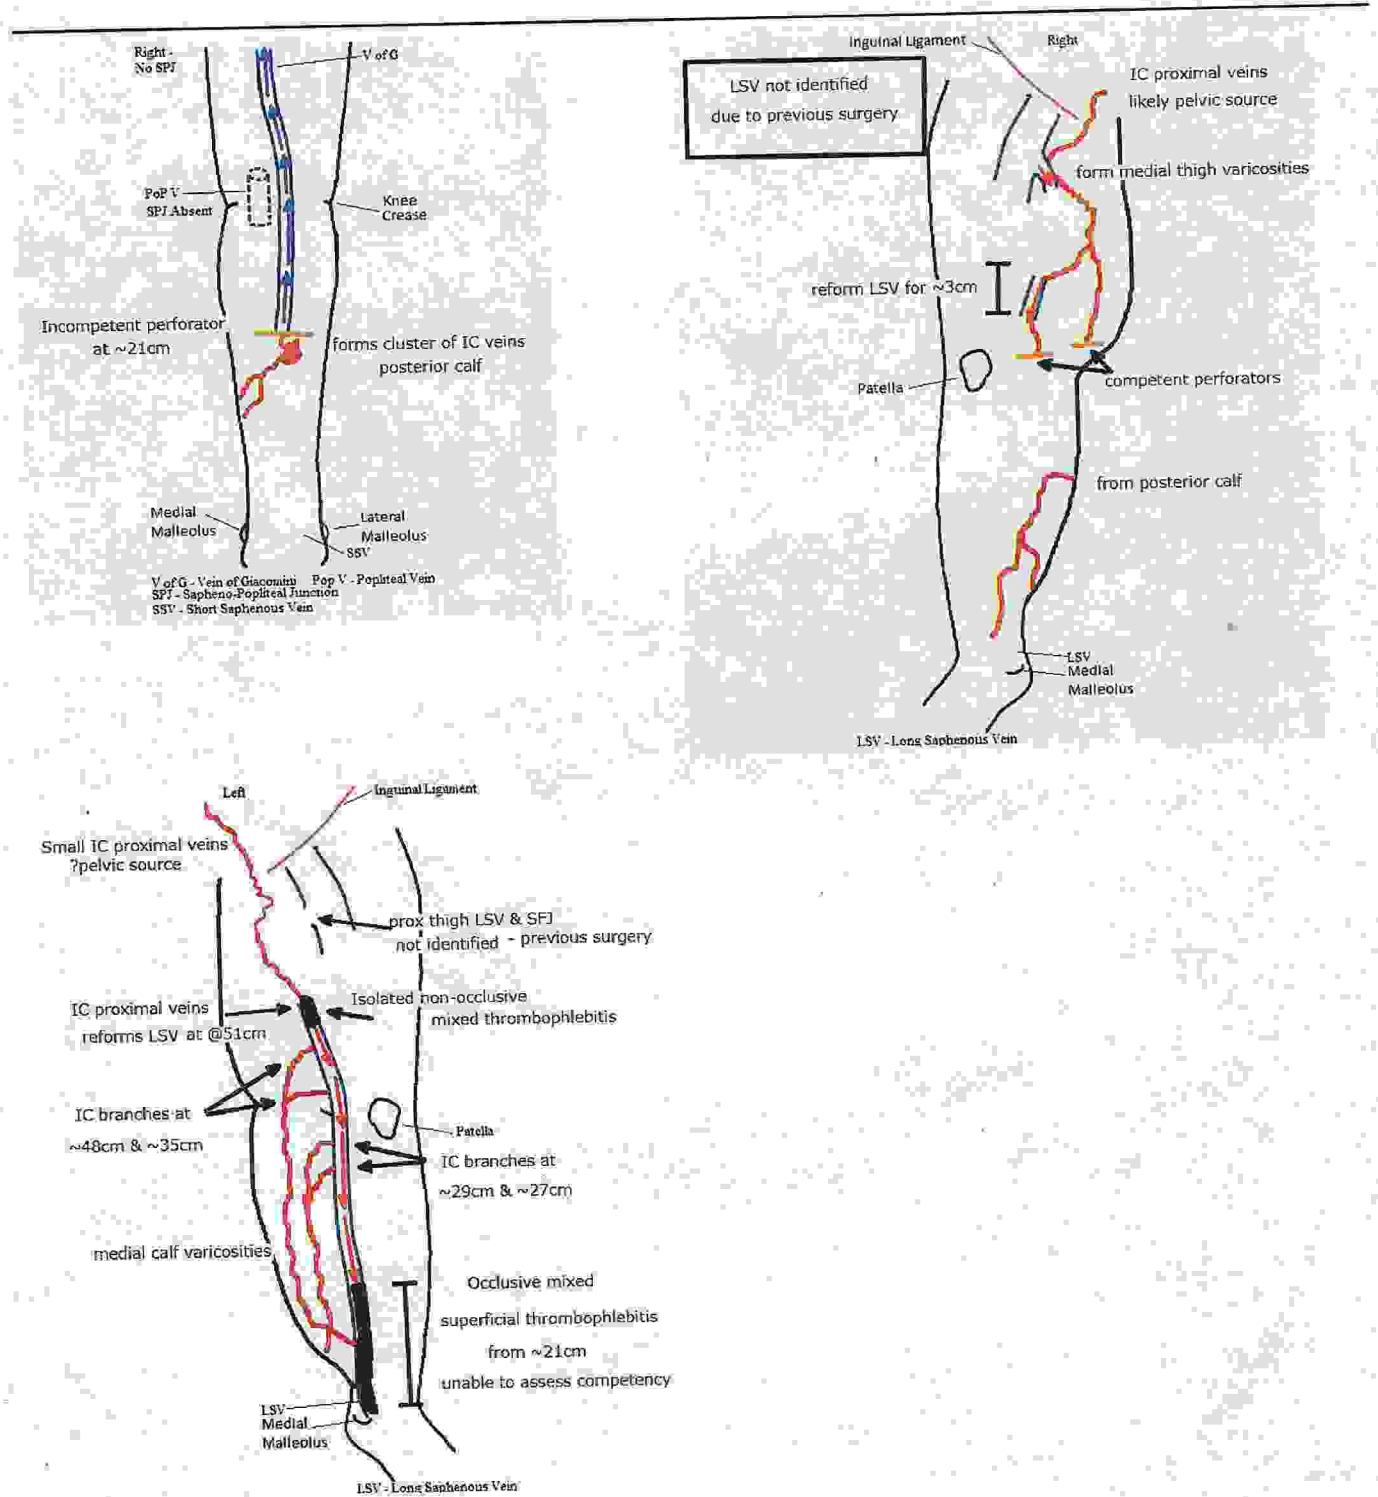 Right -
No SPJ
V of G
PoP V
SPJ Absent
Knee
Crease
Incompetent perforator
at ~21cm
forms cluster of IC veins
posterior calf
Medial
Malleolus
Lateral
Malleolus
SSV
V of G - Vein of Giacomini Pop V - Popliteal Vein
SPJ - Sapheno-Popliteal Junction
SSV - Short Saphenous Vein
Inguinal Ligament
Right
LSV not identified
due to previous surgery
IC proximal veins
likely pelvic source
form medial thigh varicosities
reform LSV for ~3cm
Patella
competent perforators
from posterior calf
LSV
Medial
Malleolus
LSV - Long Saphenous Vein
Left
Inguinal Ligament
Small IC proximal veins
?pelvic source
prox thigh LSV & SFJ
not identified - previous surgery
IC proximal veins
reforms LSV at @51cm
Isolated non-occlusive
mixed thrombophlebitis
IC branches at
~48cm & ~35cm
Patella
IC branches at
~29cm & ~27cm
medial calf varicosities
Occlusive mixed
superficial thrombophlebitis
from ~21cm
unable to assess competency
LSV
Medial
Malleolus
LSV - Long Saphenous Vein